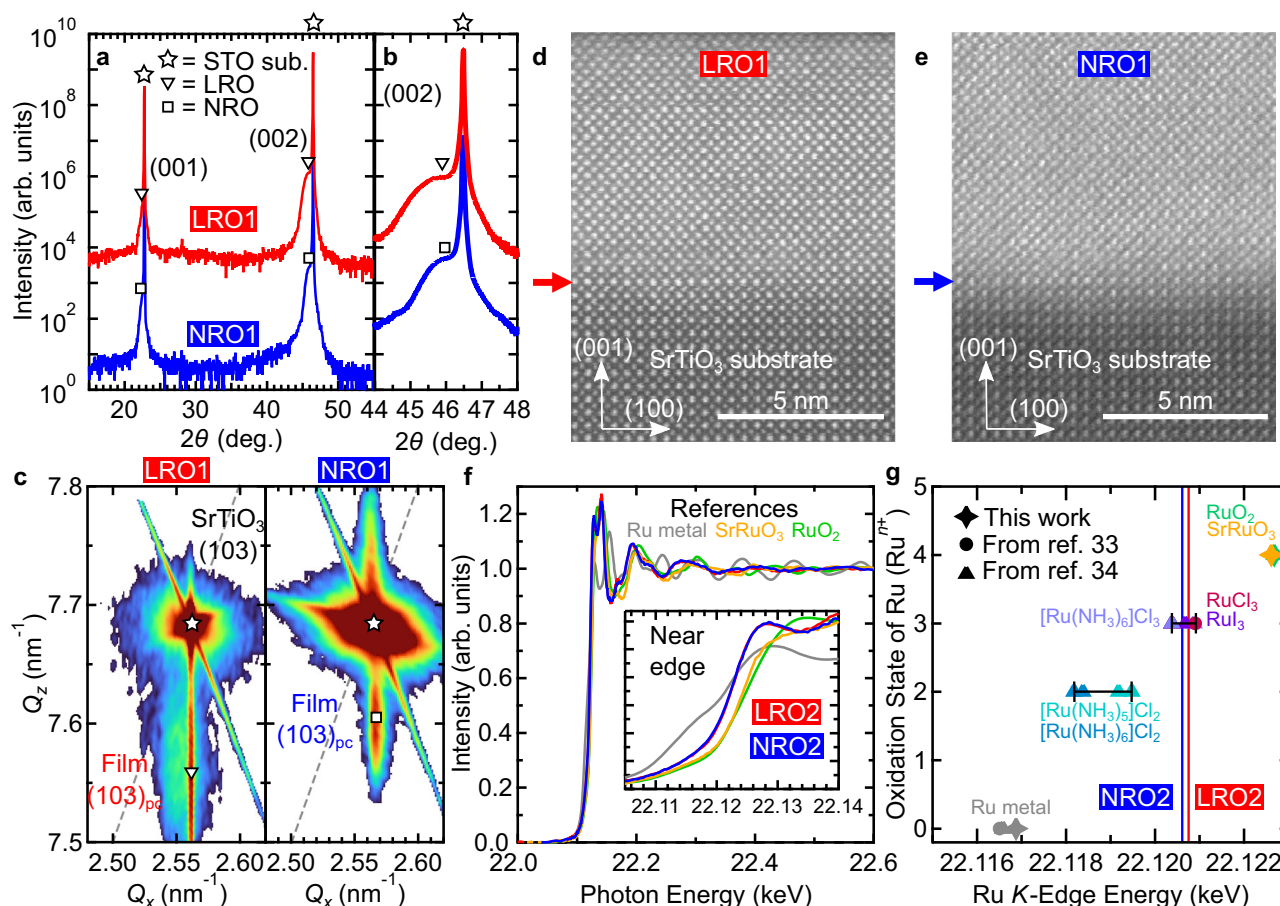 a
☆ = STO sub.
▽ = LRO
□ = NRO
(001)
(002)
LRO1
NRO1
Intensity (arb. units)
10^10
10^8
10^6
10^4
10^2
10^0
20
30
40
50
2θ (deg.)
b
(002)
44
45
46
47
48
2θ (deg.)
d
LRO1
SrTiO₃ substrate
(001)
(100)
5 nm
e
NRO1
SrTiO₃ substrate
(001)
(100)
5 nm
c
LRO1
NRO1
SrTiO₃
(103)
Film
(103)pc
Film
(103)pc
Q_z (nm⁻¹)
7.8
7.7
7.6
7.5
2.50
2.56
2.60
Q_x (nm⁻¹)
2.50
2.56
2.60
Q_x (nm⁻¹)
f
References
Ru metal SrRuO₃ RuO₂
Near
edge
LRO2
NRO2
22.11 22.12 22.13 22.14
Intensity (arb. units)
1.2
1.0
0.8
0.6
0.4
0.2
0.0
22.0
22.2
22.4
22.6
Photon Energy (keV)
g
This work
From ref. 33
From ref. 34
RuO₂
SrRuO₃
[Ru(NH₃)₆]Cl₃
RuCl₃
RuI₃
[Ru(NH₃)₅]Cl₂
[Ru(NH₃)₆]Cl₂
NRO2
LRO2
Ru metal
Oxidation State of Ru (Ruⁿ⁺)
5
4
3
2
1
0
22.116
22.118
22.120
22.122
Ru K-Edge Energy (keV)